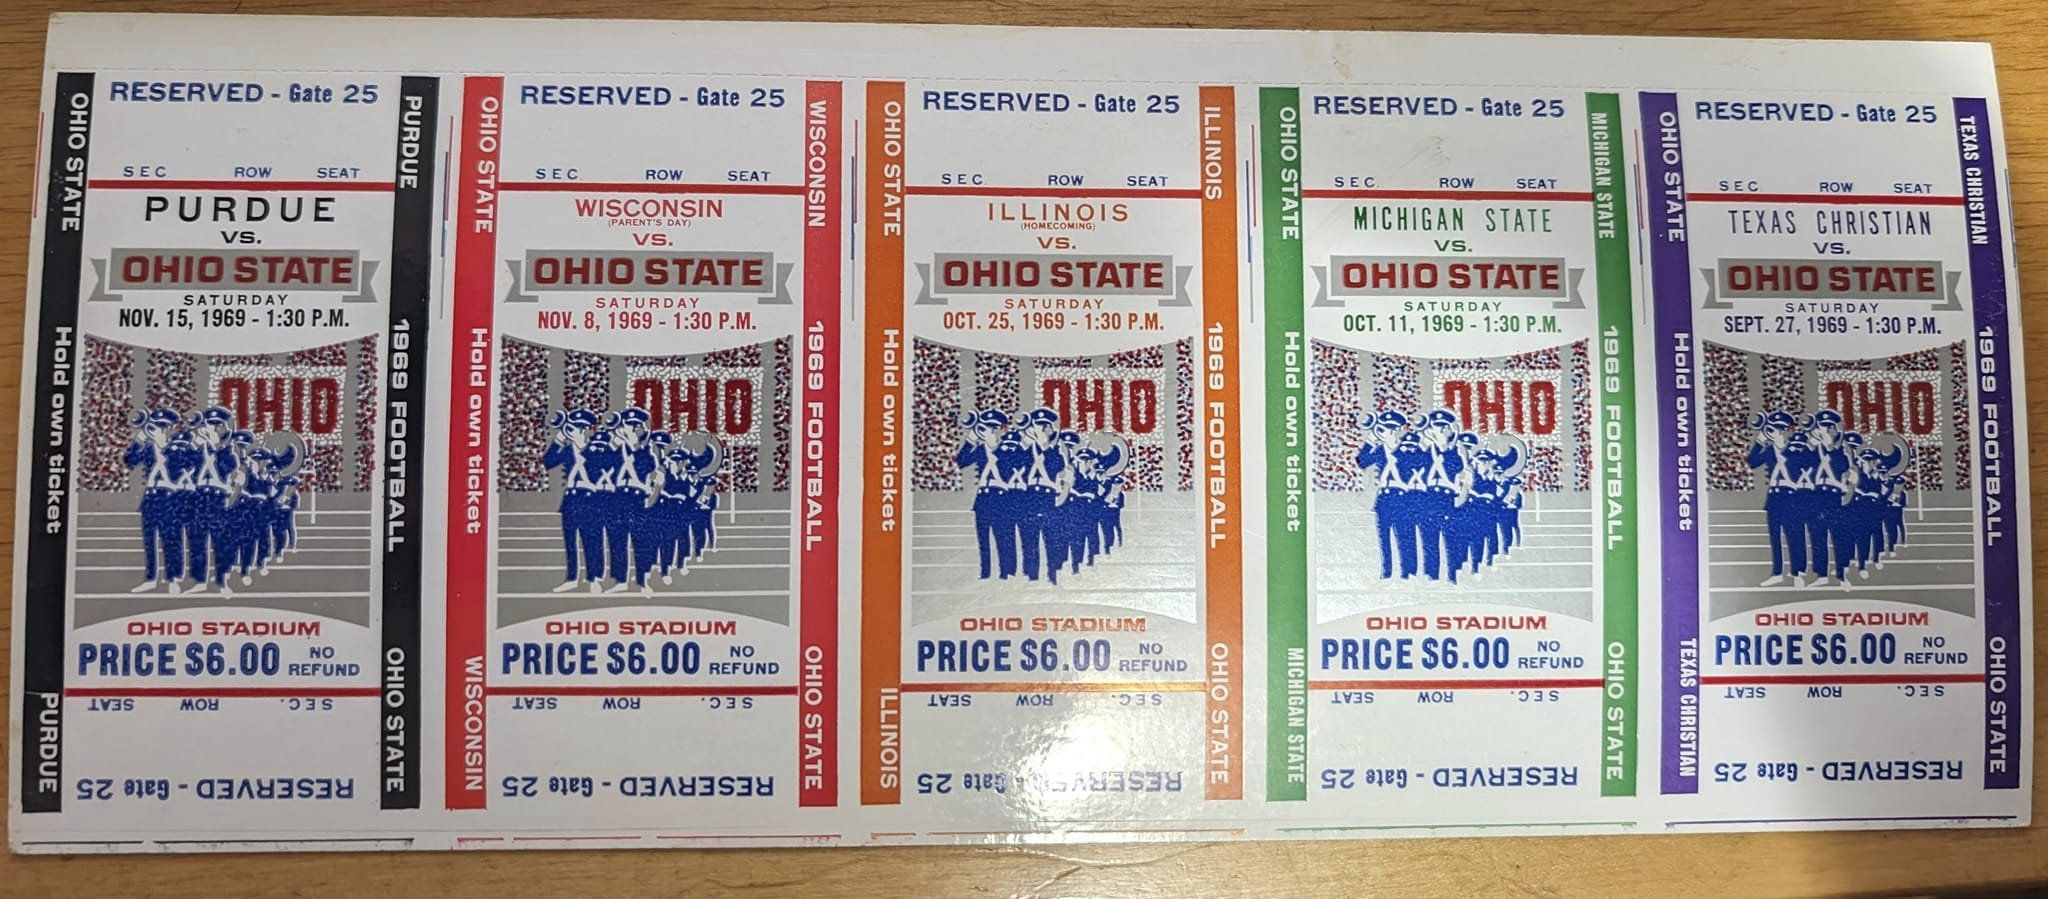 RESERVED - Gate 25
SEC. ROW SEAT
PURDUE
VS.
OHIO STATE
SATURDAY
NOV. 15, 1969 - 1:30 P.M.
OHIO
OHIO STADIUM
PRICE $6.00 NO REFUND
SEC. ROW SEAT
RESERVED - Gate 25
OHIO STATE Hold own ticket PURDUE
PURDUE 1969 FOOTBALL OHIO STATE
RESERVED - Gate 25
SEC. ROW SEAT
WISCONSIN
(PARENT'S DAY)
VS.
OHIO STATE
SATURDAY
NOV. 8, 1969 - 1:30 P.M.
OHIO
OHIO STADIUM
PRICE $6.00 NO REFUND
SEC. ROW SEAT
RESERVED - Gate 25
OHIO STATE Hold own ticket WISCONSIN
WISCONSIN 1969 FOOTBALL OHIO STATE
RESERVED - Gate 25
SEC. ROW SEAT
ILLINOIS
(HOMECOMING)
VS.
OHIO STATE
SATURDAY
OCT. 25, 1969 - 1:30 P.M.
OHIO
OHIO STADIUM
PRICE $6.00 NO REFUND
SEC. ROW SEAT
RESERVED - Gate 25
OHIO STATE Hold own ticket ILLINOIS
ILLINOIS 1969 FOOTBALL OHIO STATE
RESERVED - Gate 25
SEC. ROW SEAT
MICHIGAN STATE
VS.
OHIO STATE
SATURDAY
OCT. 11, 1969 - 1:30 P.M.
OHIO
OHIO STADIUM
PRICE $6.00 NO REFUND
SEC. ROW SEAT
RESERVED - Gate 25
OHIO STATE Hold own ticket MICHIGAN STATE
MICHIGAN STATE 1969 FOOTBALL OHIO STATE
RESERVED - Gate 25
SEC. ROW SEAT
TEXAS CHRISTIAN
VS.
OHIO STATE
SATURDAY
SEPT. 27, 1969 - 1:30 P.M.
OHIO
OHIO STADIUM
PRICE $6.00 NO REFUND
SEC. ROW SEAT
RESERVED - Gate 25
OHIO STATE Hold own ticket TEXAS CHRISTIAN
TEXAS CHRISTIAN 1969 FOOTBALL OHIO STATE